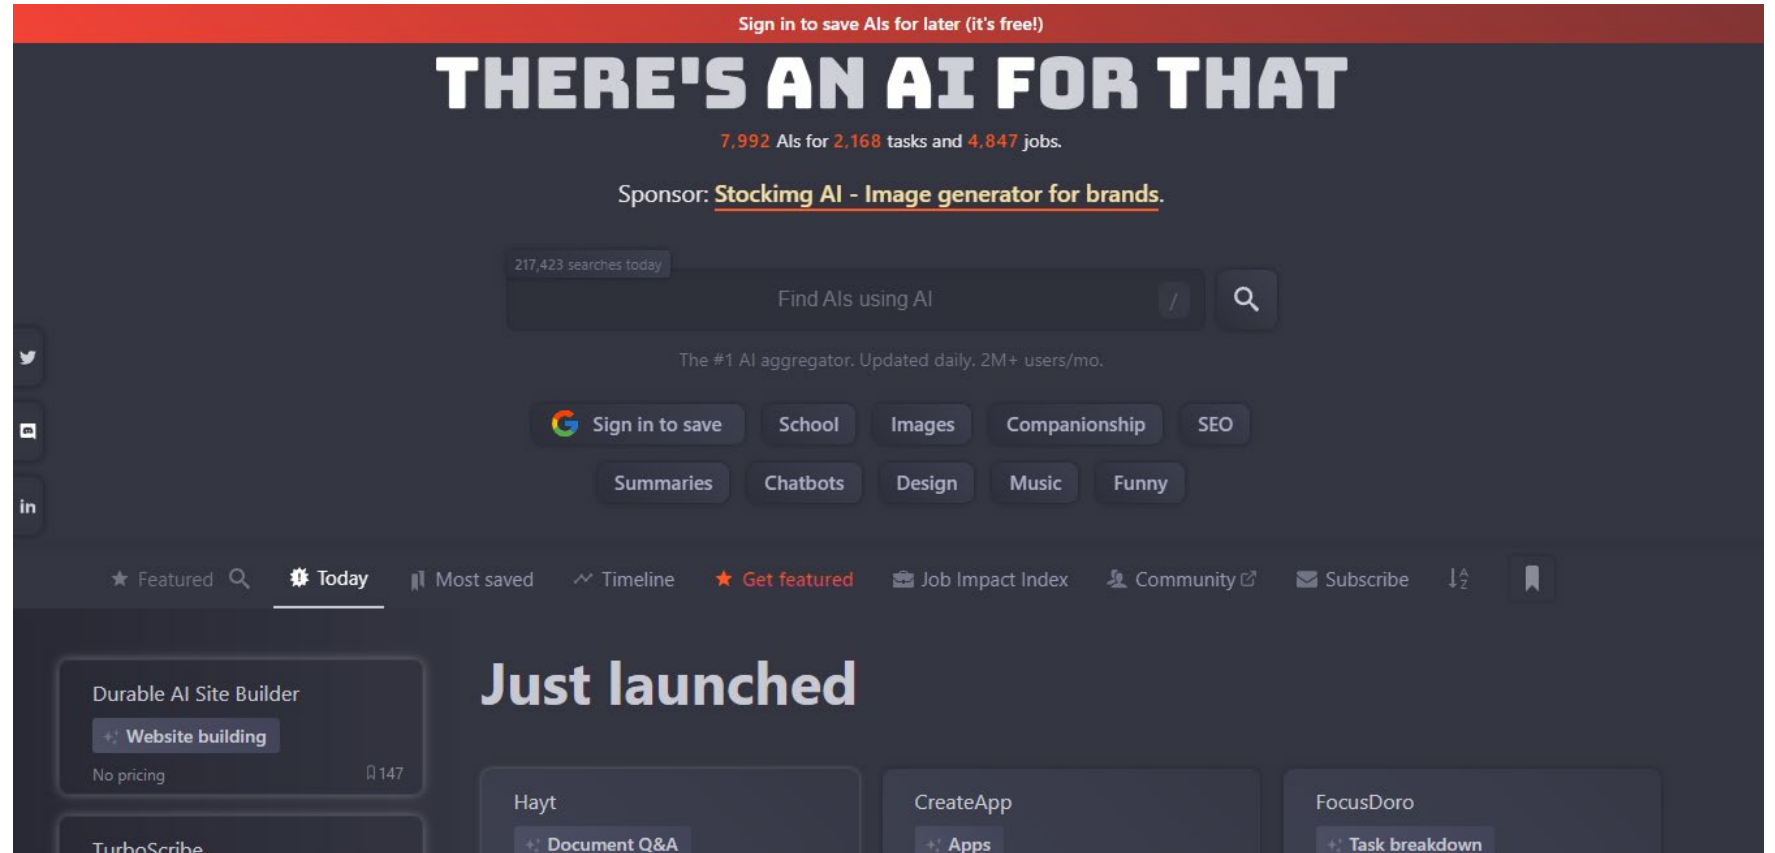 Sign in to save AIs for later (it's free!)
THERE'S AN AI FOR THAT
7,992 AIs for 2,168 tasks and 4,847 jobs.
Sponsor: Stockimg AI - Image generator for brands.
217,423 searches today
Find AIs using AI /
The #1 AI aggregator. Updated daily. 2M+ users/mo.
Sign in to save School Images Companionship SEO
Summaries Chatbots Design Music Funny
in
Featured Today Most saved Timeline Get featured Job Impact Index Community Subscribe A Z
Just launched
Durable AI Site Builder
Website building
No pricing 147
TurboScribe
Hayt CreateApp FocusDoro
Document Q&A Apps Task breakdown